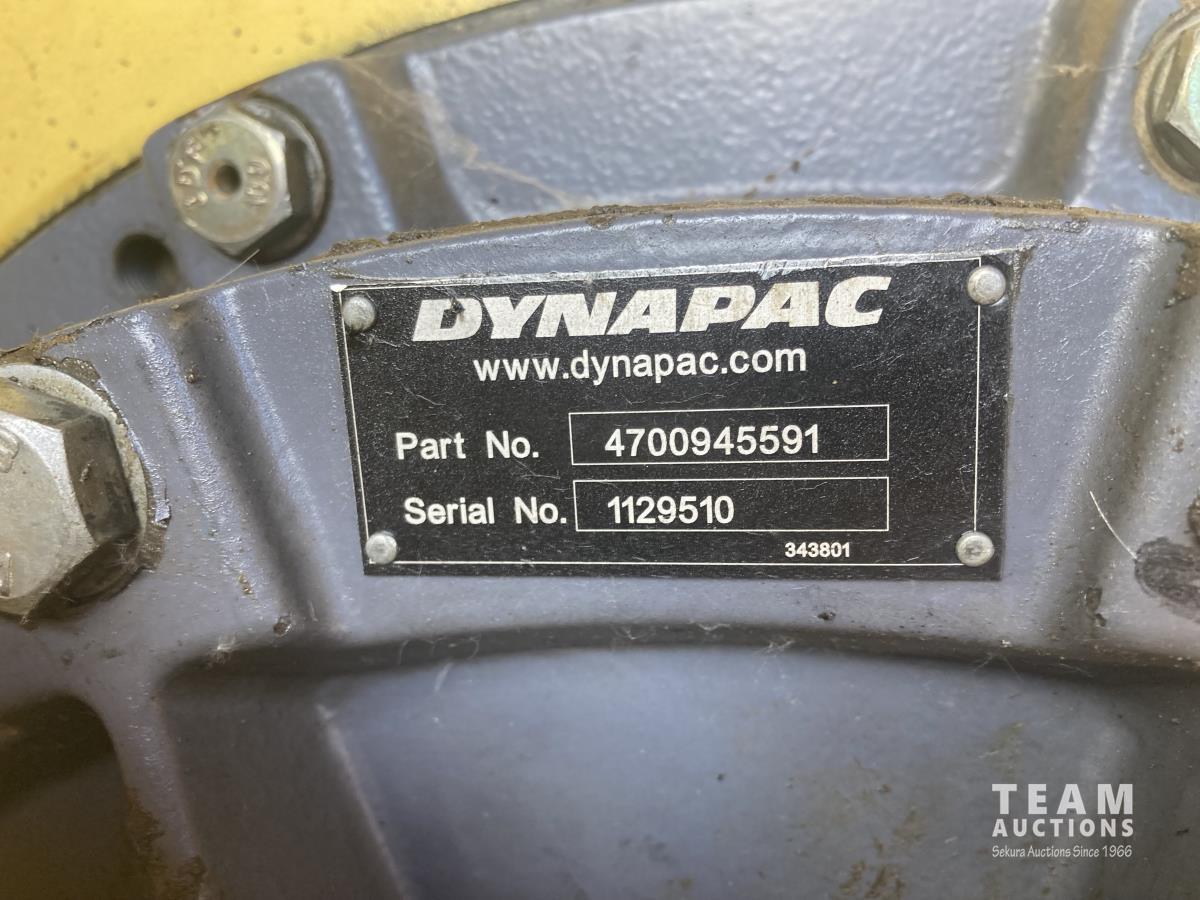 DYNAPAC
www.dynapac.com
Part No. 4700945591
Serial No. 1129510
343801
TEAM
AUCTIONS
Sekura Auctions Since 1966